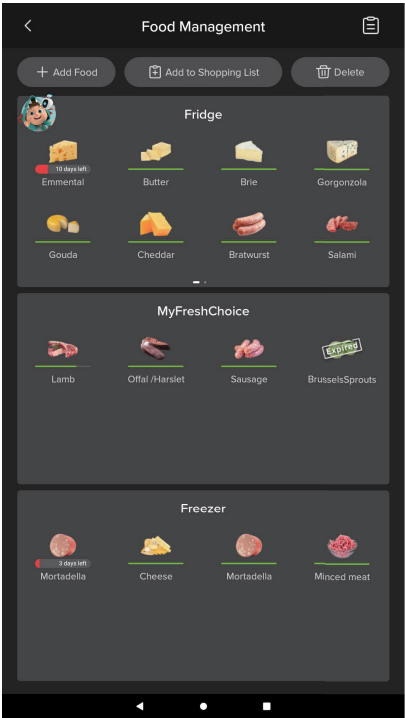 Food Management
Add Food
Add to Shopping List
Delete
Fridge
10 days left
Emmental
Butter
Brie
Gorgonzola
Gouda
Cheddar
Bratwurst
Salami
MyFreshChoice
Expired
Lamb
Offal /Harslet
Sausage
BrusselsSprouts
Freezer
3 days left
Mortadella
Cheese
Mortadella
Minced meat